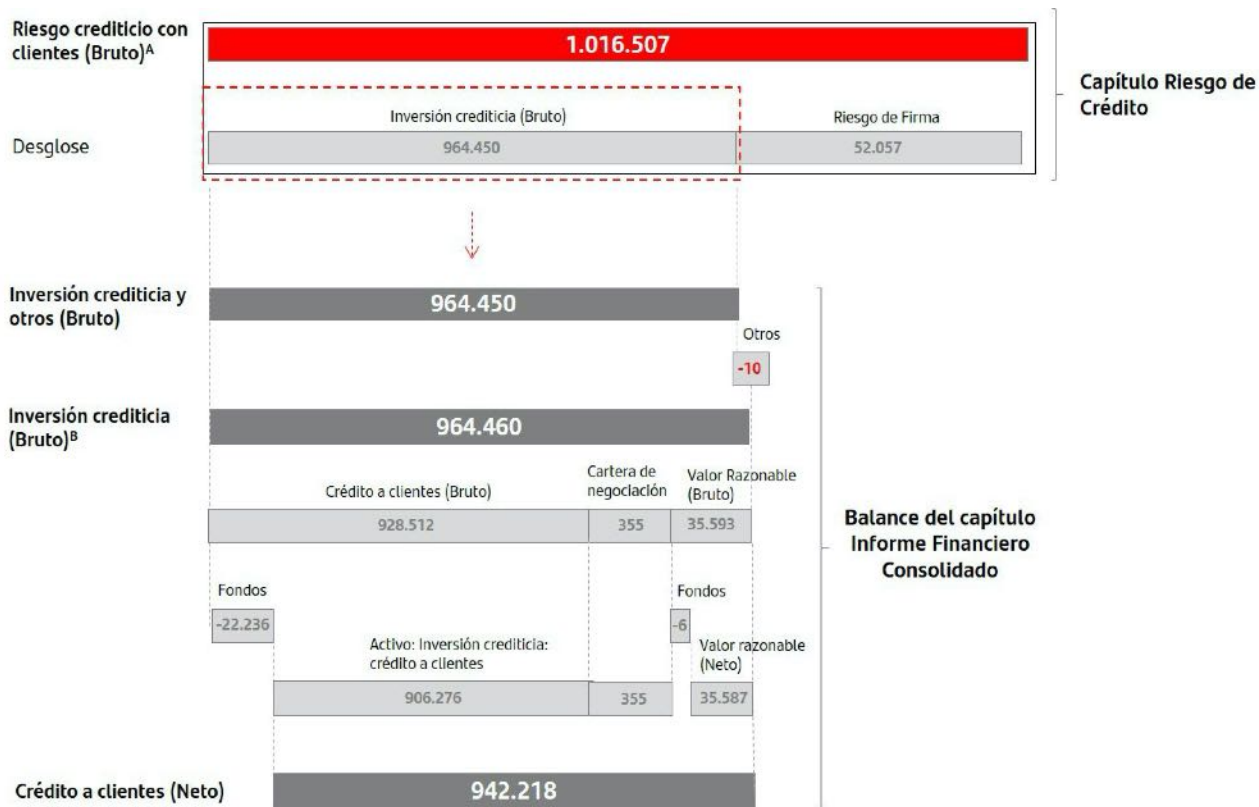 Riesgo crediticio con
clientes (Bruto)A
1.016.507
Capítulo Riesgo de
Crédito
Inversión crediticia (Bruto)
Riesgo de Firma
Desglose
964.450
52.057
Inversión crediticia y
otros (Bruto)
964.450
Otros
-10
Inversión crediticia
(Bruto)B
964.460
Crédito a clientes (Bruto)
Cartera de
negociación
Valor Razonable
(Bruto)
928.512
355
35.593
Balance del capítulo
Informe Financiero
Consolidado
Fondos
Fondos
-22.236
-6
Activo: Inversión crediticia:
crédito a clientes
Valor razonable
(Neto)
906.276
355
35.587
Crédito a clientes (Neto)
942.218